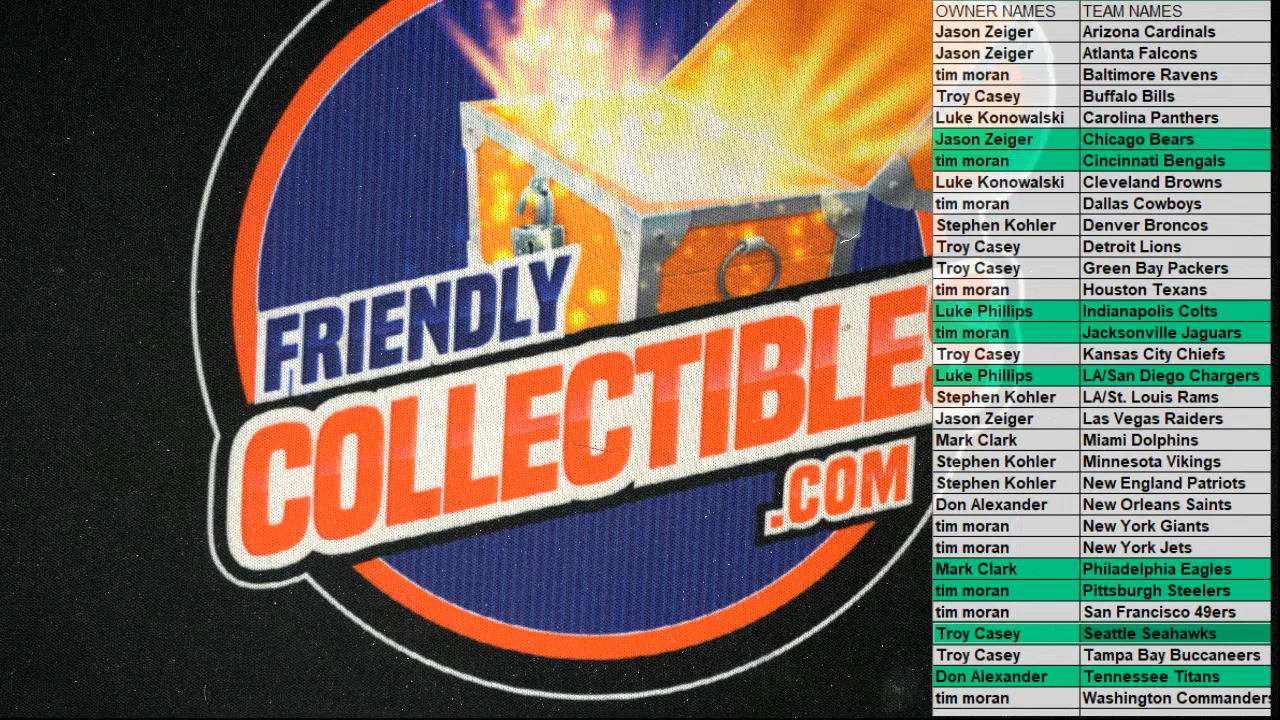 FRIENDLY
COLLECTIBLES
.COM
OWNER NAMES TEAM NAMES
Jason Zeiger Arizona Cardinals
Jason Zeiger Atlanta Falcons
tim moran Baltimore Ravens
Troy Casey Buffalo Bills
Luke Konowalski Carolina Panthers
Jason Zeiger Chicago Bears
tim moran Cincinnati Bengals
Luke Konowalski Cleveland Browns
tim moran Dallas Cowboys
Stephen Kohler Denver Broncos
Troy Casey Detroit Lions
Troy Casey Green Bay Packers
tim moran Houston Texans
Luke Phillips Indianapolis Colts
tim moran Jacksonville Jaguars
Troy Casey Kansas City Chiefs
Luke Phillips LA/San Diego Chargers
Stephen Kohler LA/St. Louis Rams
Jason Zeiger Las Vegas Raiders
Mark Clark Miami Dolphins
Stephen Kohler Minnesota Vikings
Stephen Kohler New England Patriots
Don Alexander New Orleans Saints
tim moran New York Giants
tim moran New York Jets
Mark Clark Philadelphia Eagles
tim moran Pittsburgh Steelers
tim moran San Francisco 49ers
Troy Casey Seattle Seahawks
Troy Casey Tampa Bay Buccaneers
Don Alexander Tennessee Titans
tim moran Washington Commanders